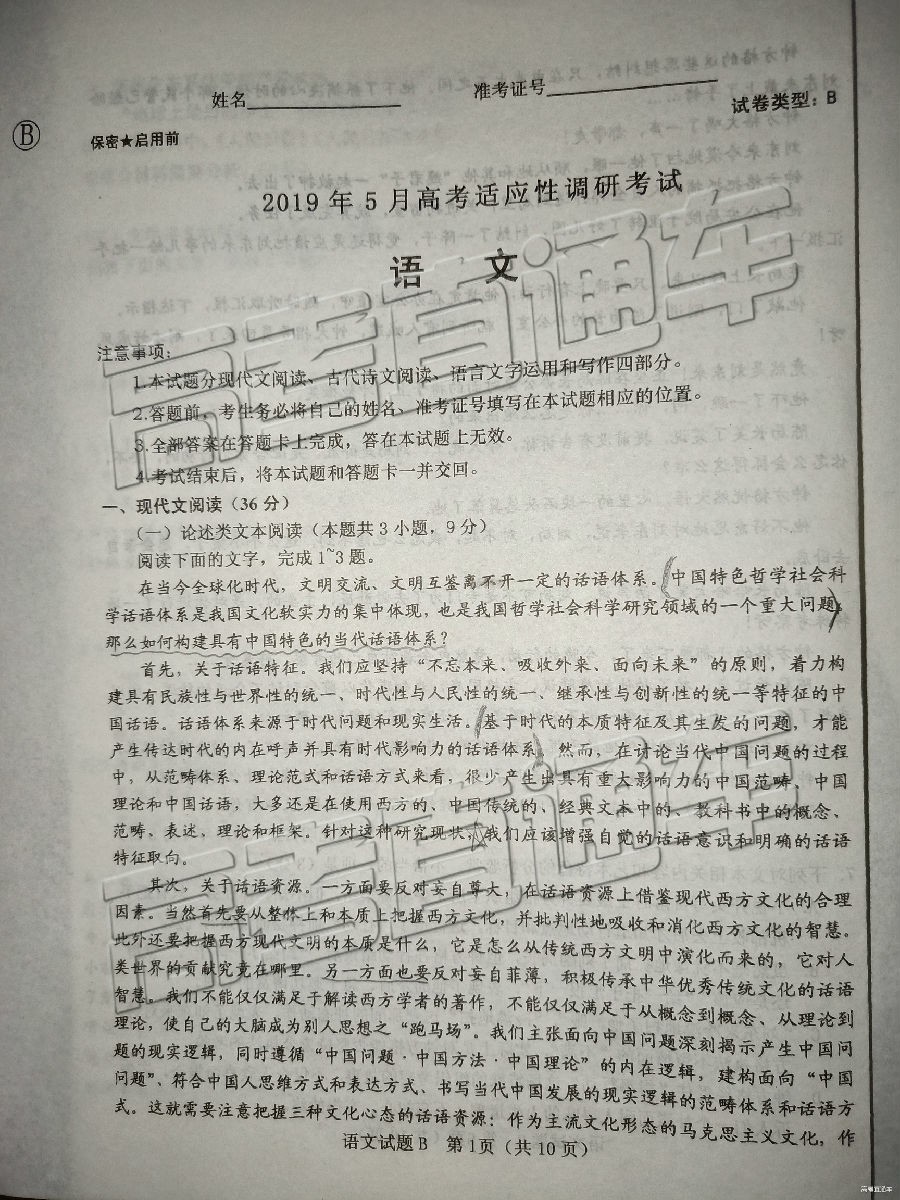 姓名____________ 准考证号______________
试卷类型：B
B
保密★启用前
2019 年 5 月高考适应性调研考试
语 文
注意事项：
1.本试题分现代文阅读、古代诗文阅读、语言文字运用和写作四部分。
2.答题前，考生务必将自己的姓名、准考证号填写在本试题相应的位置。
3.全部答案在答题卡上完成，答在本试题上无效。
4.考试结束后，将本试题和答题卡一并交回。
一、现代文阅读（36 分）
（一）论述类文本阅读（本题共 3 小题，9 分）
阅读下面的文字，完成 1~3 题。
在当今全球化时代，文明交流、文明互鉴离不开一定的话语体系。中国特色哲学社会科
学话语体系是我国文化软实力的集中体现，也是我国哲学社会科学研究领域的一个重大问题，
那么如何构建具有中国特色的当代话语体系？
首先，关于话语特征。我们应坚持“不忘本来、吸收外来、面向未来”的原则，着力构
建具有民族性与世界性的统一、时代性与人民性的统一、继承性与创新性的统一等特征的中
国话语。话语体系来源于时代问题和现实生活。基于时代的本质特征及其生发的问题，才能
产生传达时代的内在呼声并具有时代影响力的话语体系。然而，在讨论当代中国问题的过程
中，从范畴体系、理论范式和话语方式来看，很少产生出具有重大影响力的中国范畴、中国
理论和中国话语，大多还是在使用西方的、中国传统的、经典文本中的、教科书中的概念、
范畴、表述，理论和框架。针对这种研究现状，我们应该增强自觉的话语意识和明确的话语
特征取向。
其次，关于话语资源。一方面要反对妄自尊大，在话语资源上借鉴现代西方文化的合理
因素。当然首先要从整体上和本质上把握西方文化，并批判性地吸收和消化西方文化的智慧。
此外还要把握西方现代文明的本质是什么，它是怎么从传统西方文明中演化而来的，它对人
类世界的贡献究竟在哪里。另一方面也要反对妄自菲薄，积极传承中华优秀传统文化的话语
智慧。我们不能仅仅满足于解读西方学者的著作，不能仅仅满足于从概念到概念、从理论到
理论，使自己的大脑成为别人思想之“跑马场”。我们主张面向中国问题深刻揭示产生中国问
题的现实逻辑，同时遵循“中国问题·中国方法·中国理论”的内在逻辑，建构面向“中国
问题”、符合中国人思维方式和表达方式、书写当代中国发展的现实逻辑的范畴体系和话语方
式。这就需要注意把握三种文化心态的话语资源：作为主流文化形态的马克思主义文化，作
语文试题 B 第 1 页（共 10 页）
高考直通车
高考直通车
高考直通车